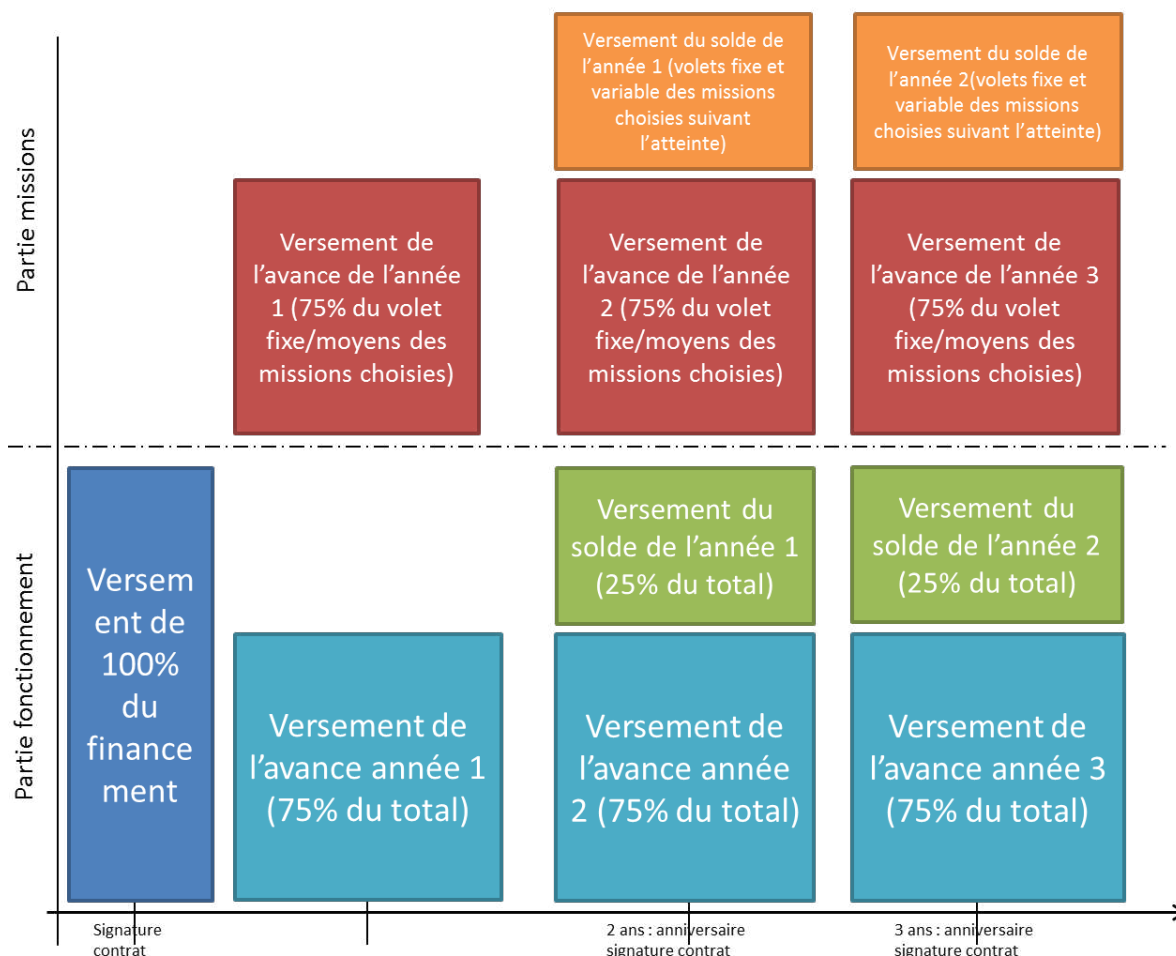 Partie missions
Versement du solde de
l'année 1 (volets fixe et
variable des missions
choisies suivant
l'atteinte)
Versement du solde de
l'année 2(volets fixe et
variable des missions
choisies suivant l'atteinte)
Versement de
l'avance de l'année
1 (75% du volet
fixe/moyens des
missions choisies)
Versement de
l'avance de l'année
2 (75% du volet
fixe/moyens des
missions choisies)
Versement de
l'avance de l'année 3
(75% du volet
fixe/moyens des
missions choisies)
Partie fonctionnement
Versem
ent de
100%
du
finance
ment
Versement du
solde de l'année 1
(25% du total)
Versement du
solde de l'année 2
(25% du total)
Versement de
l'avance année 1
(75% du total)
Versement de
l'avance année
2 (75% du total)
Versement de
l'avance année 3
(75% du total)
Signature
contrat
2 ans : anniversaire
signature contrat
3 ans : anniversaire
signature contrat